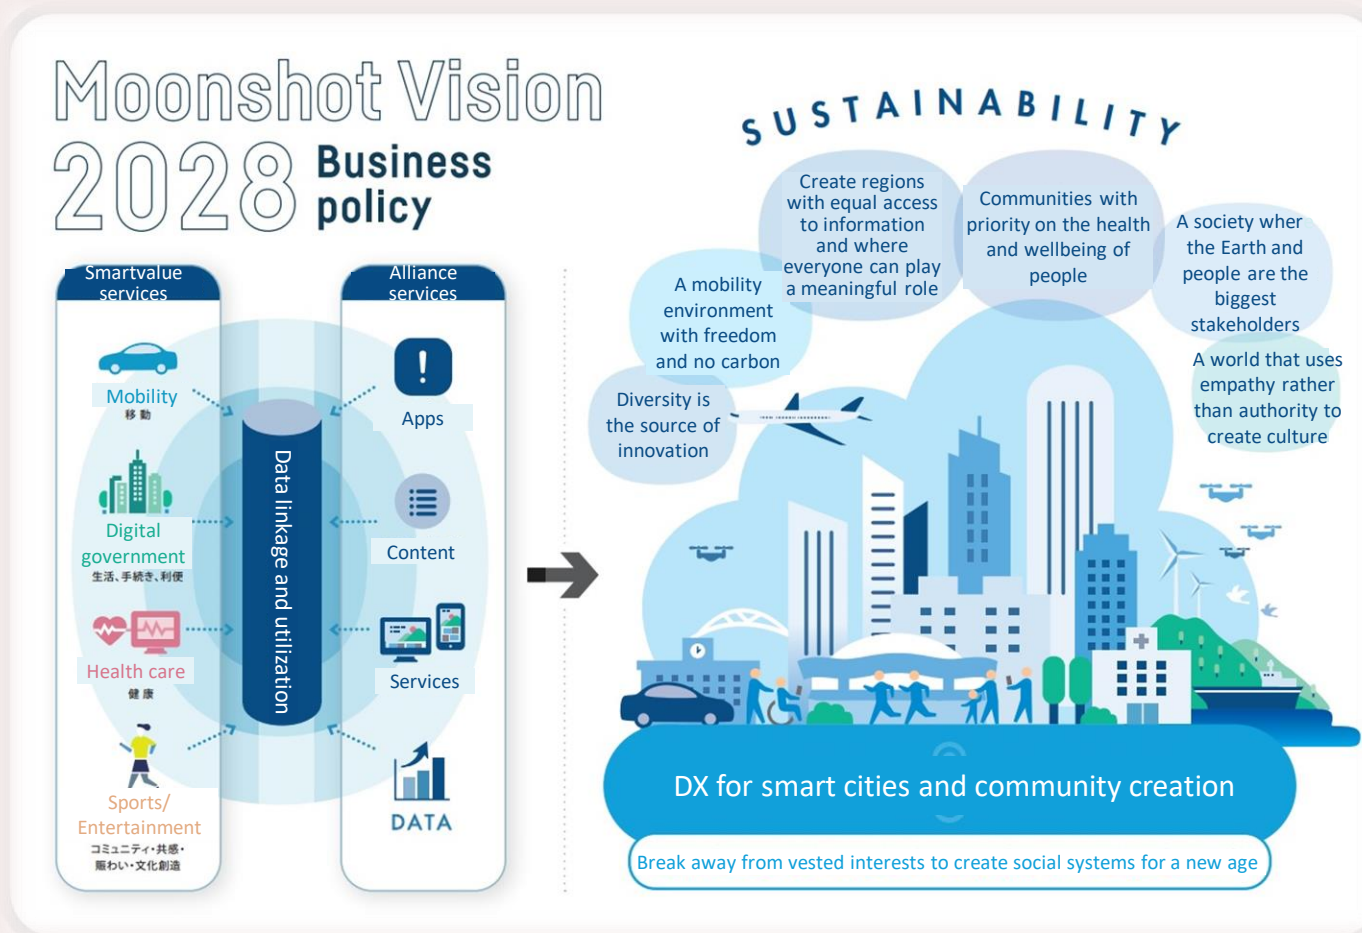 Moonshot Vision
2028 Business
policy
Smartvalue
services
Mobility
移動
Digital
government
生活、手続き、利便
Health care
健康
Sports/
Entertainment
コミュニティ・共感・
賑わい・文化創造
Data linkage and utilization
Alliance
services
Apps
Content
Services
DATA
SUSTAINABILITY
Diversity is
the source of
innovation
A mobility
environment
with freedom
and no carbon
Create regions
with equal access
to information
and where
everyone can play
a meaningful role
Communities with
priority on the health
and wellbeing of
people
A society wher
the Earth and
people are the
biggest
stakeholders
A world that uses
empathy rather
than authority to
create culture
DX for smart cities and community creation
Break away from vested interests to create social systems for a new age